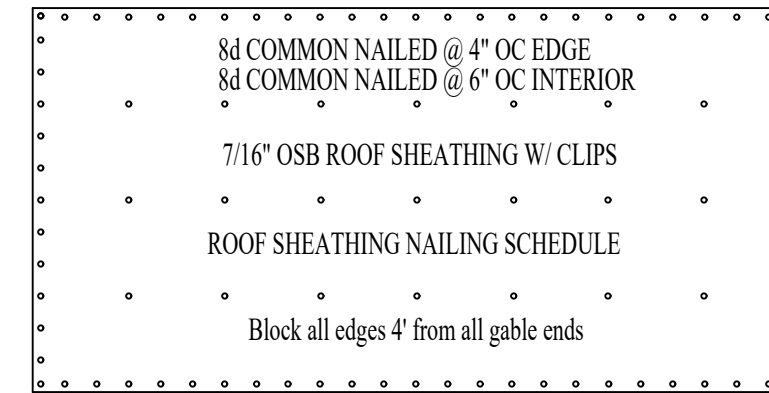 8d COMMON NAILED @ 4" OC EDGE
8d COMMON NAILED @ 6" OC INTERIOR
7/16" OSB ROOF SHEATHING W/ CLIPS
ROOF SHEATHING NAILING SCHEDULE
Block all edges 4' from all gable ends